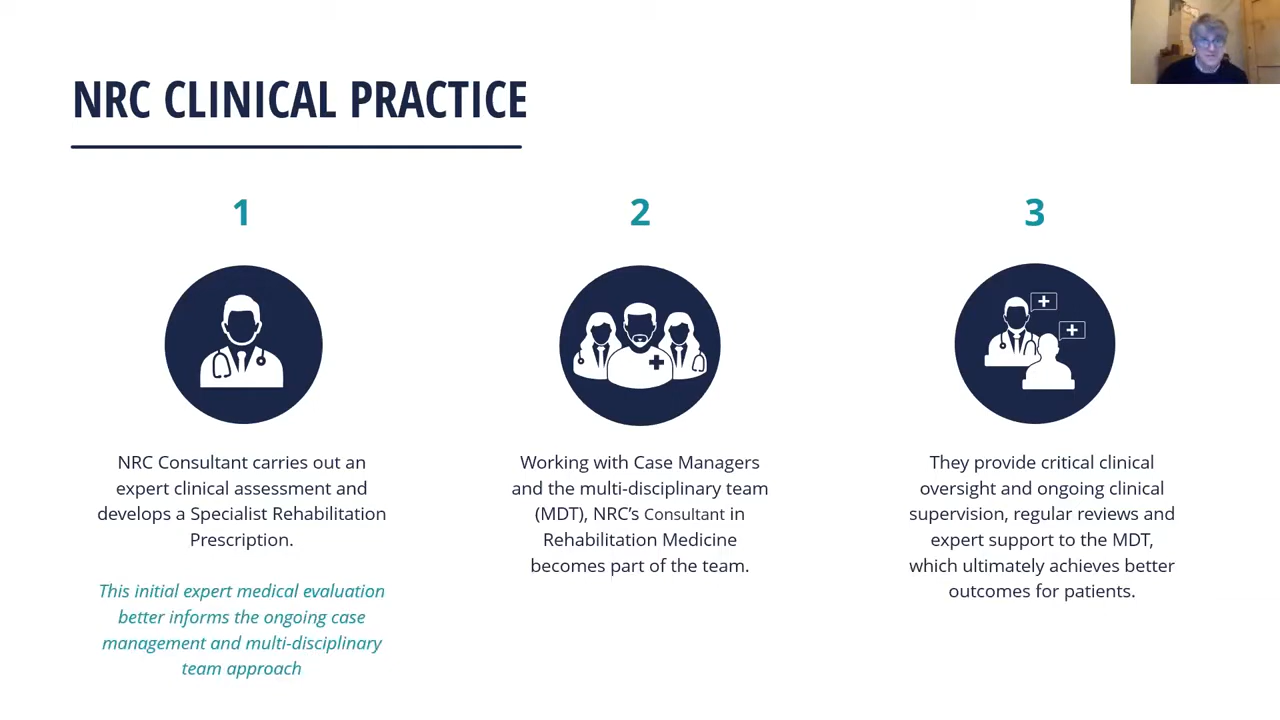 NRC CLINICAL PRACTICE
1
NRC Consultant carries out an
expert clinical assessment and
develops a Specialist Rehabilitation
Prescription.
This initial expert medical evaluation
better informs the ongoing case
management and multi-disciplinary
team approach
2
Working with Case Managers
and the multi-disciplinary team
(MDT), NRC’s Consultant in
Rehabilitation Medicine
becomes part of the team.
3
They provide critical clinical
oversight and ongoing clinical
supervision, regular reviews and
expert support to the MDT,
which ultimately achieves better
outcomes for patients.